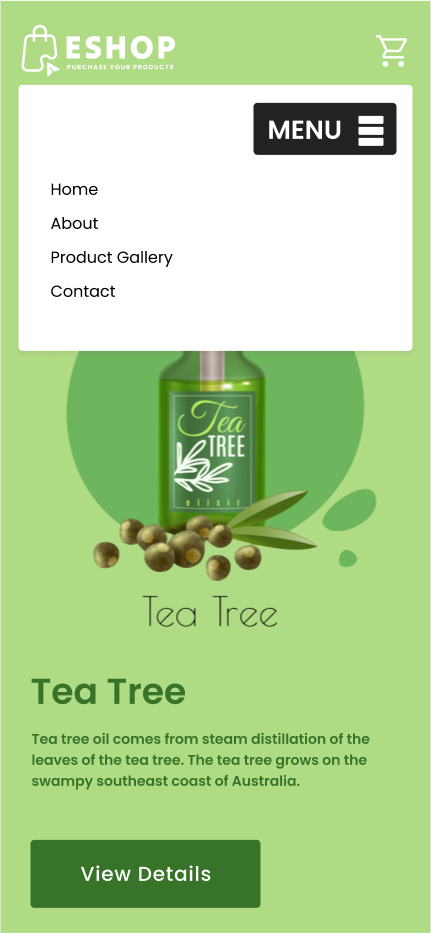 ESHOP
PURCHASE YOUR PRODUCTS
MENU
Home
About
Product Gallery
Contact
Tea
TREE
elixir
Tea Tree
Tea Tree
Tea tree oil comes from steam distillation of the
leaves of the tea tree. The tea tree grows on the
swampy southeast coast of Australia.
View Details